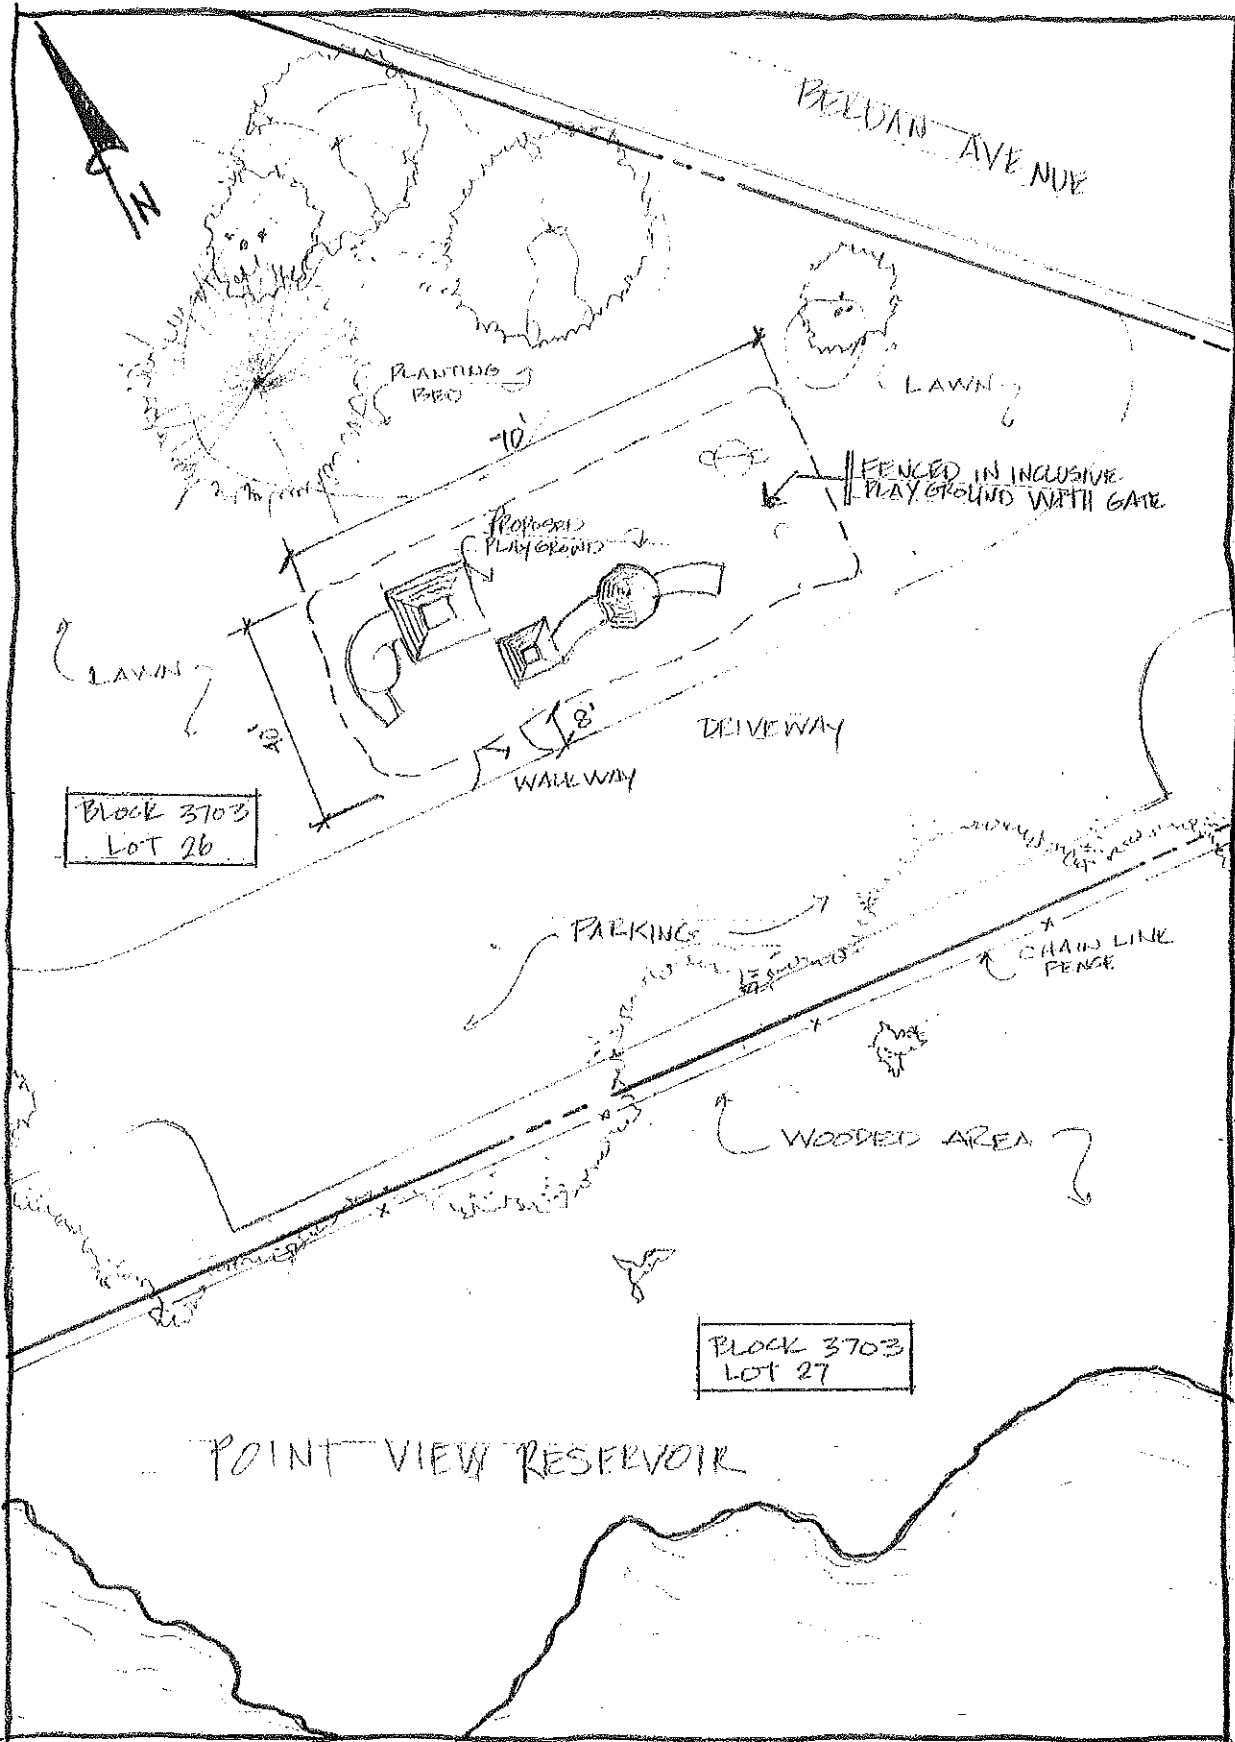 BERDAN AVENUE
N
PLANTING
BED
LAWN
70'
FENCED IN INCLUSIVE
PLAYGROUND WITH GATE
PROPOSED
PLAYGROUND
LAWN
40'
8'
DRIVEWAY
WALKWAY
BLOCK 3703
LOT 26
PARKING
CHAIN LINK
FENCE
WOODED AREA
BLOCK 3703
LOT 27
POINT VIEW RESERVOIR